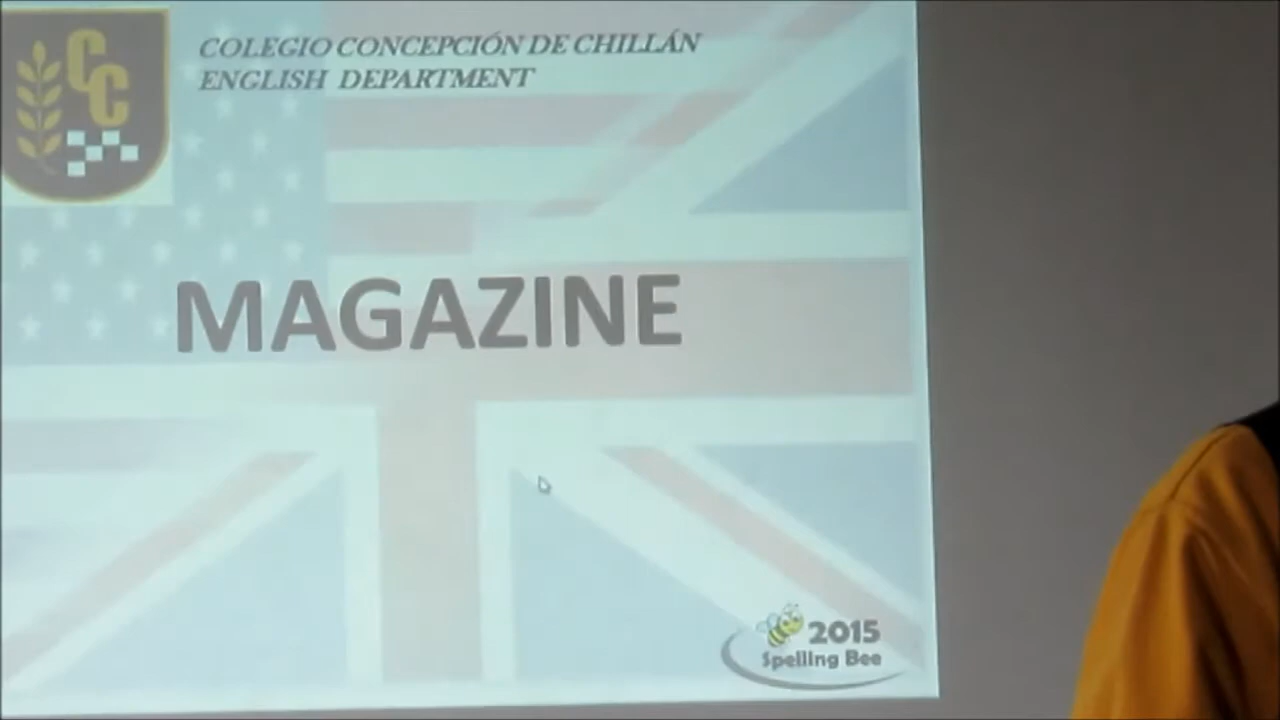 CC
COLEGIO CONCEPCIÓN DE CHILLÁN
ENGLISH DEPARTMENT
MAGAZINE
2015
Spelling Bee